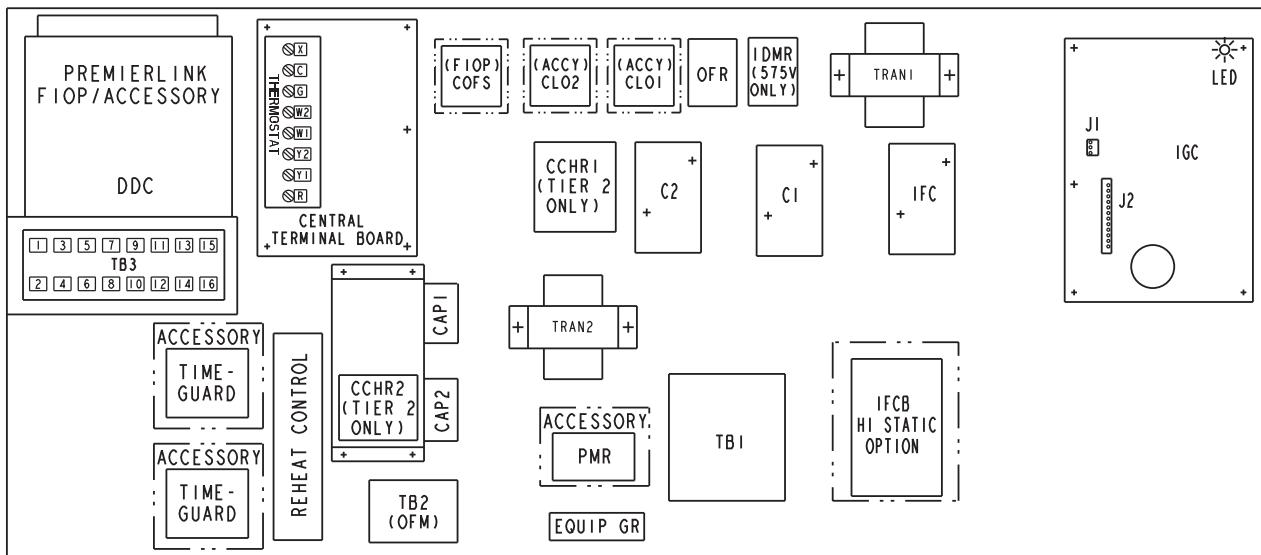 PREMIERLINK
FIOP/ACCESSORY
DDC
1 3 5 7 9 11 13 15
TB3
2 4 6 8 10 12 14 16
THERMOSTAT
X
C
G
W2
W1
Y2
Y1
R
CENTRAL
TERMINAL BOARD
(FIOP)
COFS
(ACCY)
CLO2
(ACCY)
CLO1
OFR
IDMR
(575V
ONLY)
TRAN1
LED
J1
IGC
J2
CCHR1
(TIER 2
ONLY)
C2
C1
IFC
ACCESSORY
TIME-
GUARD
ACCESSORY
TIME-
GUARD
REHEAT CONTROL
CAP1
CAP2
CCHR2
(TIER 2
ONLY)
TB2
(OFM)
TRAN2
ACCESSORY
PMR
EQUIP GR
TB1
IFCB
HI STATIC
OPTION